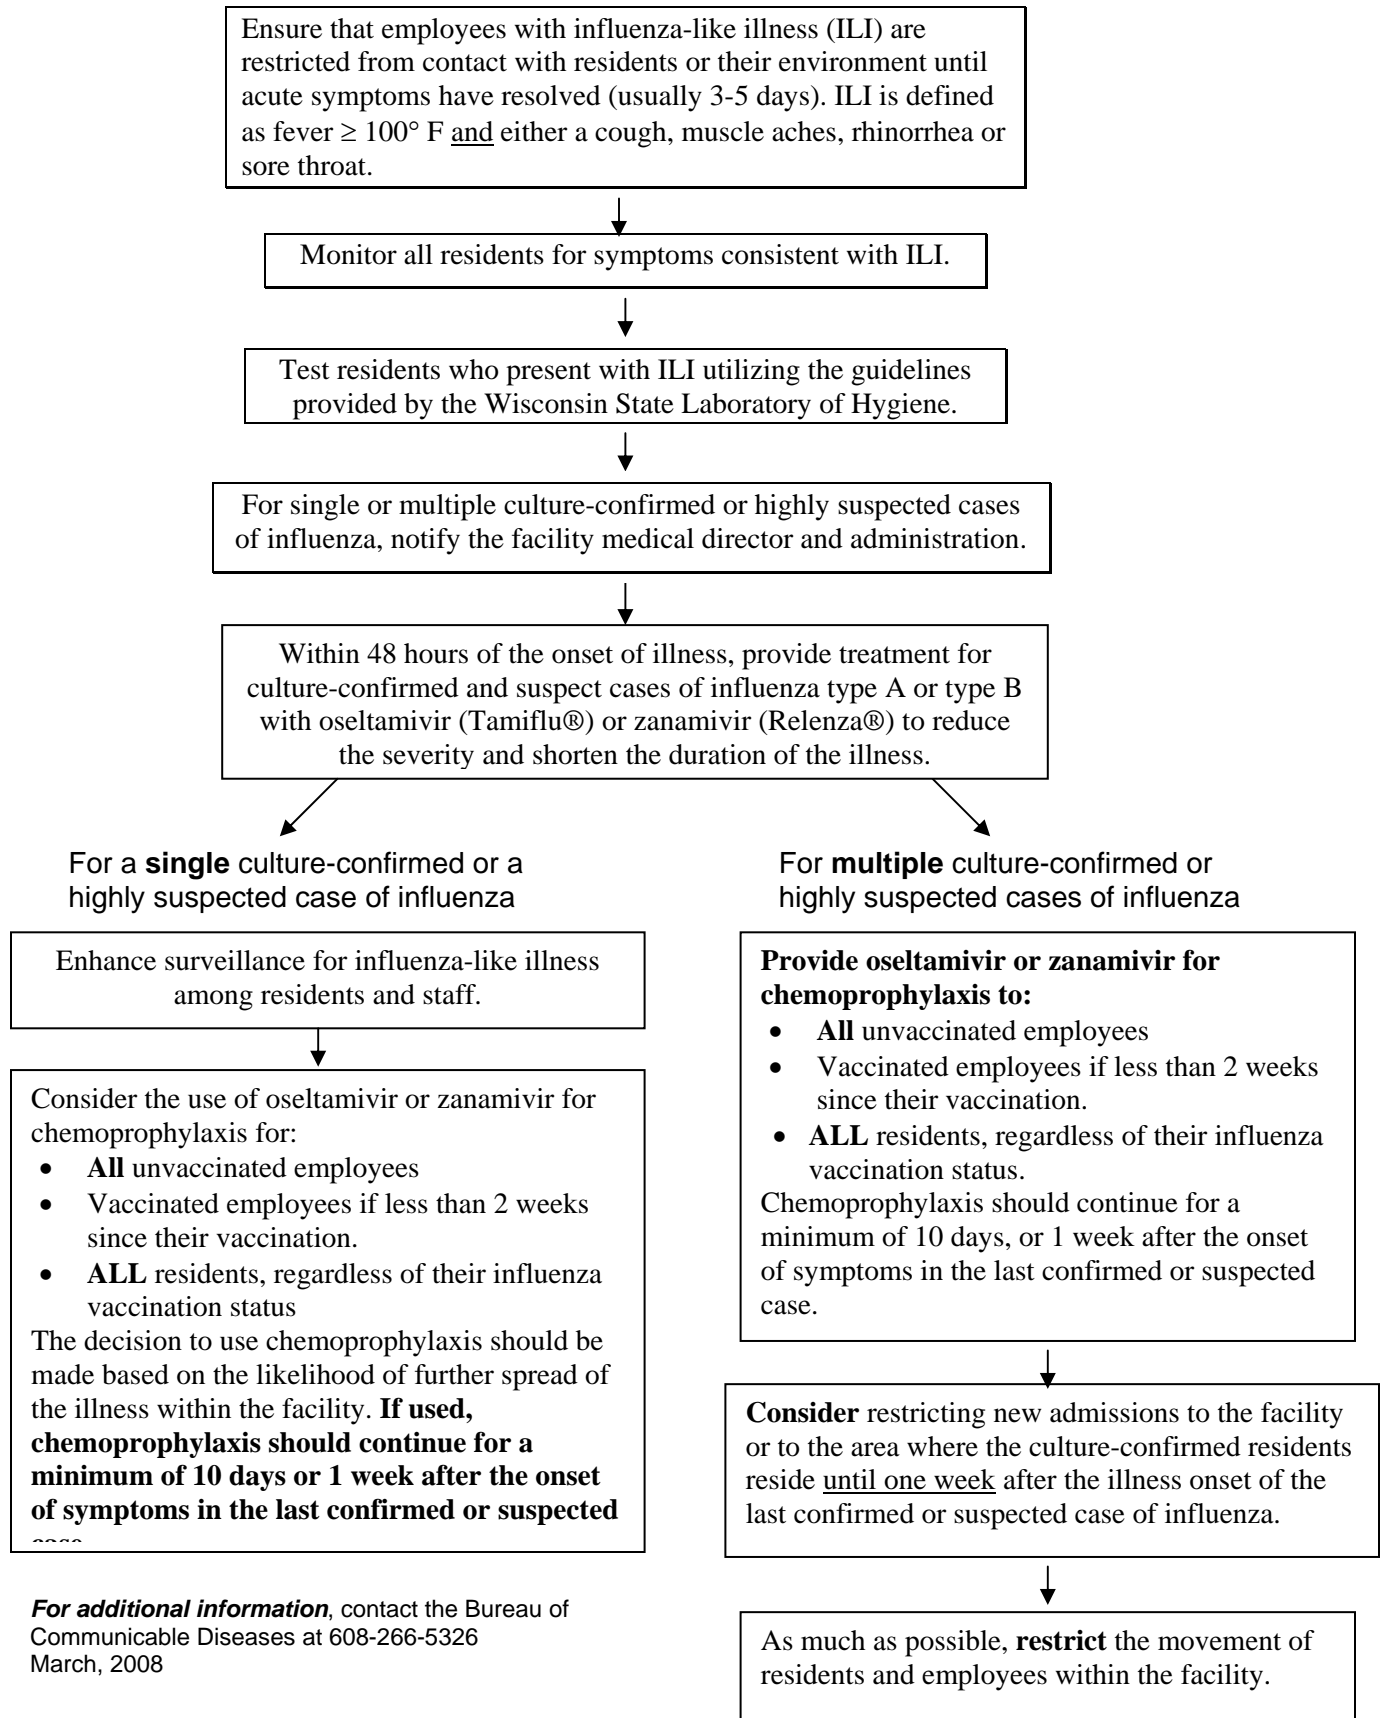 Ensure that employees with influenza-like illness (ILI) are
restricted from contact with residents or their environment until
acute symptoms have resolved (usually 3-5 days). ILI is defined
as fever ≥ 100° F and either a cough, muscle aches, rhinorrhea or
sore throat.
Monitor all residents for symptoms consistent with ILI.
Test residents who present with ILI utilizing the guidelines
provided by the Wisconsin State Laboratory of Hygiene.
For single or multiple culture-confirmed or highly suspected cases
of influenza, notify the facility medical director and administration.
Within 48 hours of the onset of illness, provide treatment for
culture-confirmed and suspect cases of influenza type A or type B
with oseltamivir (Tamiflu®) or zanamivir (Relenza®) to reduce
the severity and shorten the duration of the illness.
For a single culture-confirmed or a
highly suspected case of influenza
Enhance surveillance for influenza-like illness
among residents and staff.
Consider the use of oseltamivir or zanamivir for
chemoprophylaxis for:
• All unvaccinated employees
• Vaccinated employees if less than 2 weeks
since their vaccination.
• ALL residents, regardless of their influenza
vaccination status
The decision to use chemoprophylaxis should be
made based on the likelihood of further spread of
the illness within the facility. If used,
chemoprophylaxis should continue for a
minimum of 10 days or 1 week after the onset
of symptoms in the last confirmed or suspected
For multiple culture-confirmed or
highly suspected cases of influenza
Provide oseltamivir or zanamivir for
chemoprophylaxis to:
• All unvaccinated employees
• Vaccinated employees if less than 2 weeks
since their vaccination.
• ALL residents, regardless of their influenza
vaccination status.
Chemoprophylaxis should continue for a
minimum of 10 days, or 1 week after the onset
of symptoms in the last confirmed or suspected
case.
Consider restricting new admissions to the facility
or to the area where the culture-confirmed residents
reside until one week after the illness onset of the
last confirmed or suspected case of influenza.
As much as possible, restrict the movement of
residents and employees within the facility.
For additional information, contact the Bureau of
Communicable Diseases at 608-266-5326
March, 2008